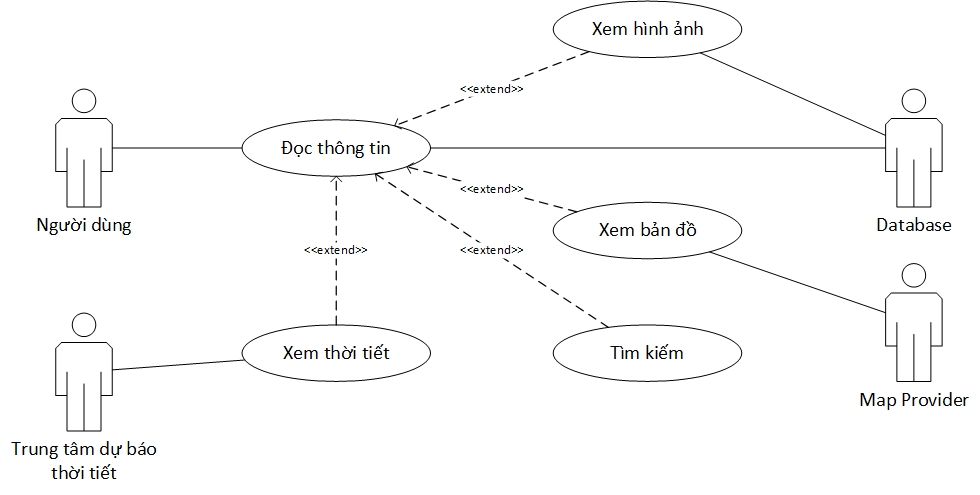 Xem hình ảnh
<<extend>>
Đọc thông tin
<<extend>>
Người dùng
Database
Xem bản đồ
<<extend>>
<<extend>>
Xem thời tiết
Tìm kiếm
Map Provider
Trung tâm dự báo
thời tiết